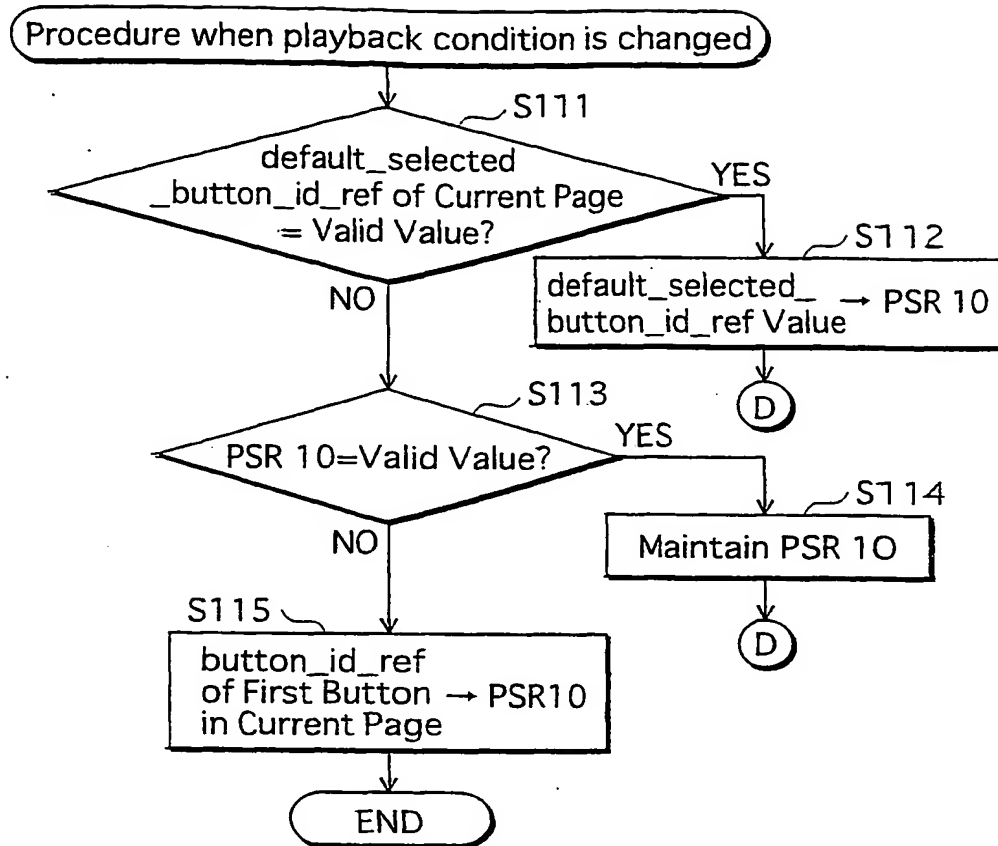 Procedure when playback condition is changed
S111
default_selected
_button_id_ref of Current Page
= Valid Value?
YES
NO
S112
default_selected_
button_id_ref Value → PSR 10
D
S113
PSR 10=Valid Value?
YES
NO
S114
Maintain PSR 10
D
S115
button_id_ref
of First Button → PSR10
in Current Page
END